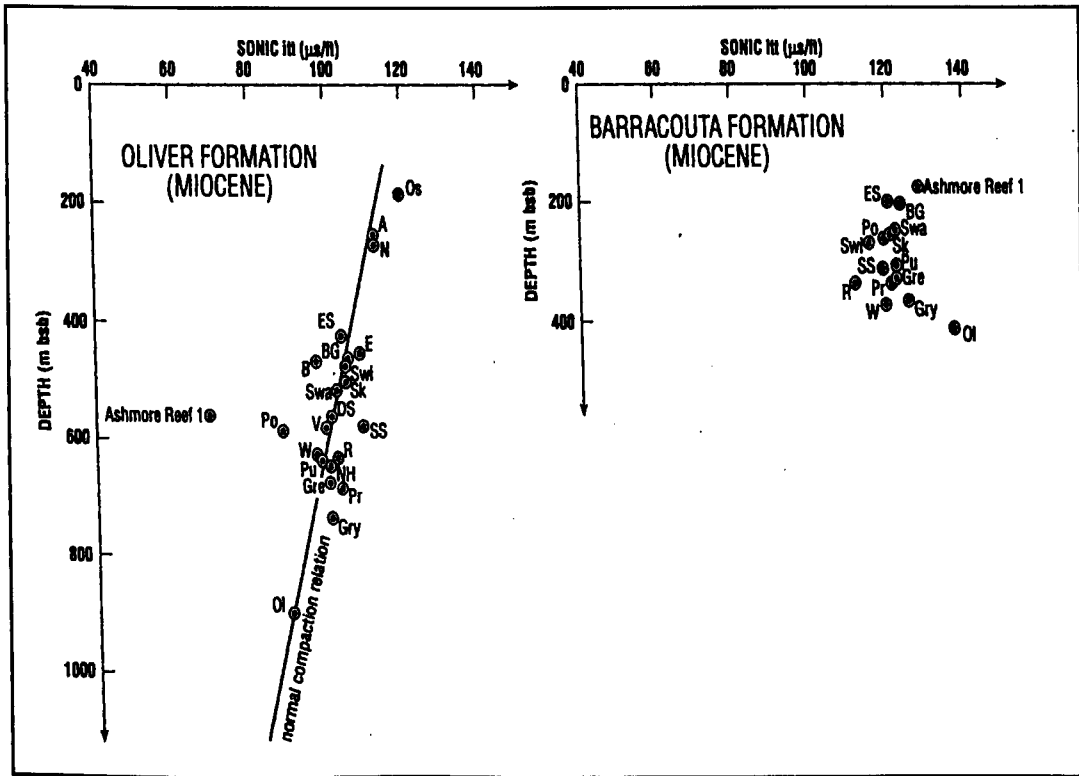 SONIC itt (μs/ft)
40 60 80 100 120 140
0
200
400
600
800
1000
DEPTH (m bsb)
OLIVER FORMATION
(MIOCENE)
Os
A
N
ES
BG
E
B
Swi
Swa
Sk
DS
Ashmore Reef 1
Po
V
SS
W
R
Pu
NH
Gre
Pr
Gry
Ol
normal compaction relation
SONIC itt (μs/ft)
40 60 80 100 120 140
0
200
400
DEPTH (m bsb)
BARRACOUTA FORMATION
(MIOCENE)
Ashmore Reef 1
ES
BG
Po
Swa
Swi
Sk
SS
Pu
Gre
R
Pr
W
Gry
Ol